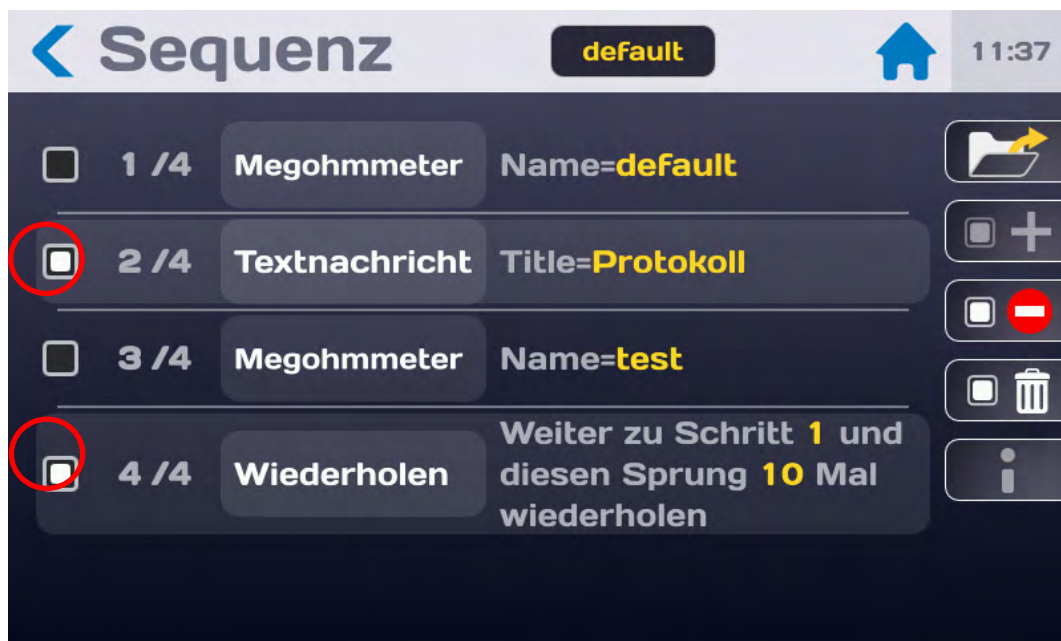 Sequenz
default
11:37
1 /4 Megohmmeter Name=default
2 /4 Textnachricht Title=Protokoll
3 /4 Megohmmeter Name=test
4 /4 Wiederholen Weiter zu Schritt 1 und
diesen Sprung 10 Mal
wiederholen